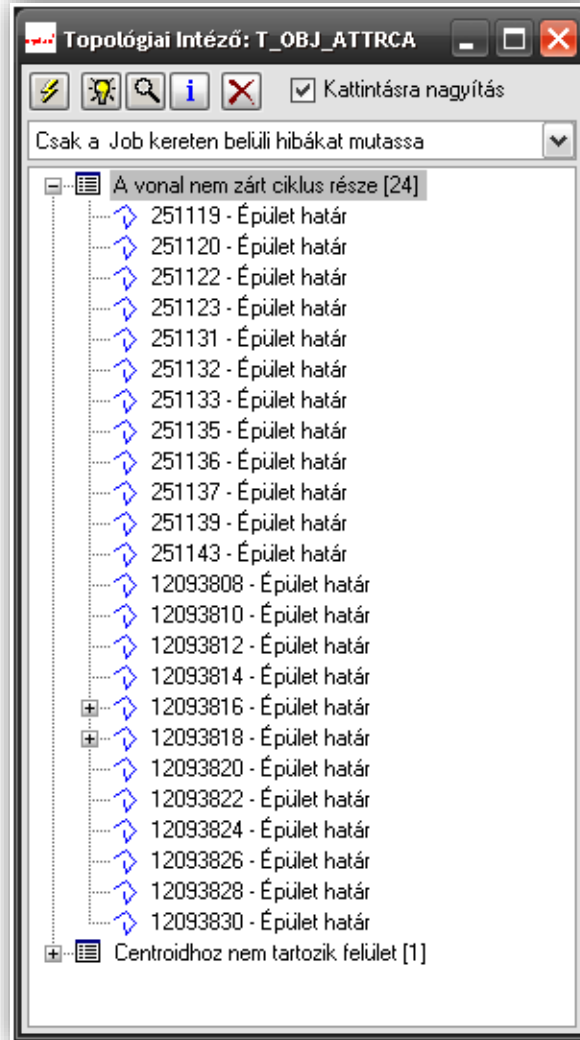 Topológiai Intéző: T_OBJ_ATTRCA
Kattintásra nagyítás
Csak a Job kereten belüli hibákat mutassa
A vonal nem zárt ciklus része [24]
251119 - Épület határ
251120 - Épület határ
251122 - Épület határ
251123 - Épület határ
251131 - Épület határ
251132 - Épület határ
251133 - Épület határ
251135 - Épület határ
251136 - Épület határ
251137 - Épület határ
251139 - Épület határ
251143 - Épület határ
12093808 - Épület határ
12093810 - Épület határ
12093812 - Épület határ
12093814 - Épület határ
12093816 - Épület határ
12093818 - Épület határ
12093820 - Épület határ
12093822 - Épület határ
12093824 - Épület határ
12093826 - Épület határ
12093828 - Épület határ
12093830 - Épület határ
Centroidhoz nem tartozik felület [1]